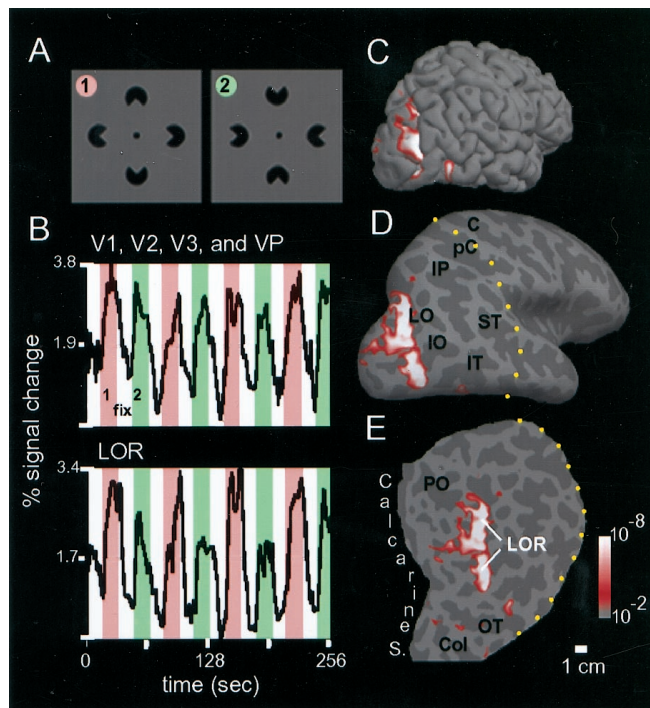 A
1
2
B
V1, V2, V3, and VP
3.8
1.9
1
fix
2
% signal change
LOR
3.4
1.7
0
128
256
time (sec)
C
D
C
pC
IP
LO
ST
IO
IT
E
PO
Calcarine S.
LOR
10-8
10-2
OT
Col
1 cm